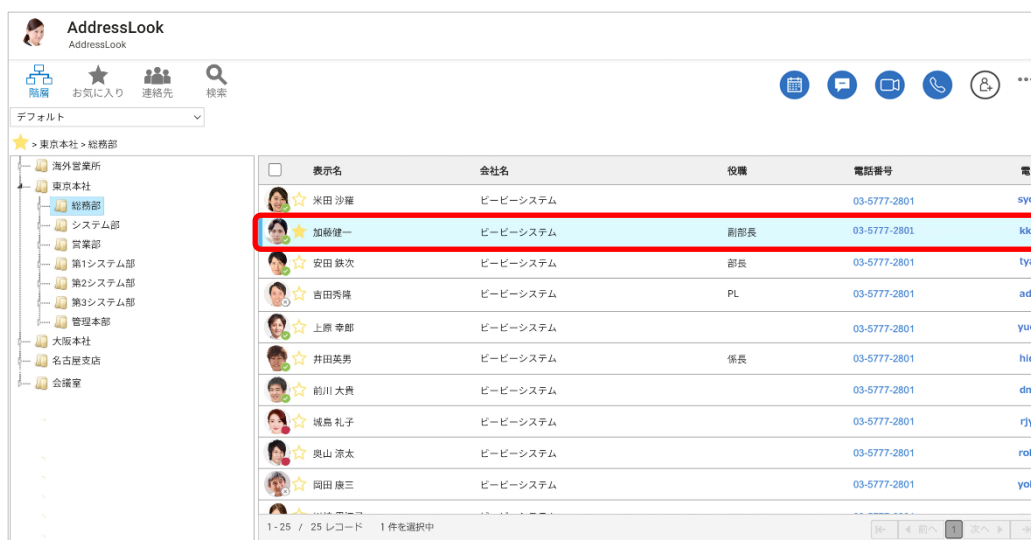 AddressLook
AddressLook
階層 お気に入り 連絡先 検索
デフォルト
> 東京本社 > 総務部
海外営業所
東京本社
総務部
システム部
営業部
第1システム部
第2システム部
第3システム部
管理本部
大阪本社
名古屋支店
会議室
表示名 会社名 役職 電話番号 電
米田 沙羅 ビービーシステム 03-5777-2801 syo
加藤健一 ビービーシステム 副部長 03-5777-2801 kk
安田 鉄次 ビービーシステム 部長 03-5777-2801 tya
吉田秀隆 ビービーシステム PL 03-5777-2801 ad
上原 幸郎 ビービーシステム 03-5777-2801 yue
井田英男 ビービーシステム 係長 03-5777-2801 hid
前川 大貴 ビービーシステム 03-5777-2801 dm
城島 礼子 ビービーシステム 03-5777-2801 rjy
奥山 涼太 ビービーシステム 03-5777-2801 rol
岡田 康三 ビービーシステム 03-5777-2801 yol
1 - 25 / 25 レコード 1 件を選択中 前へ 1 次へ